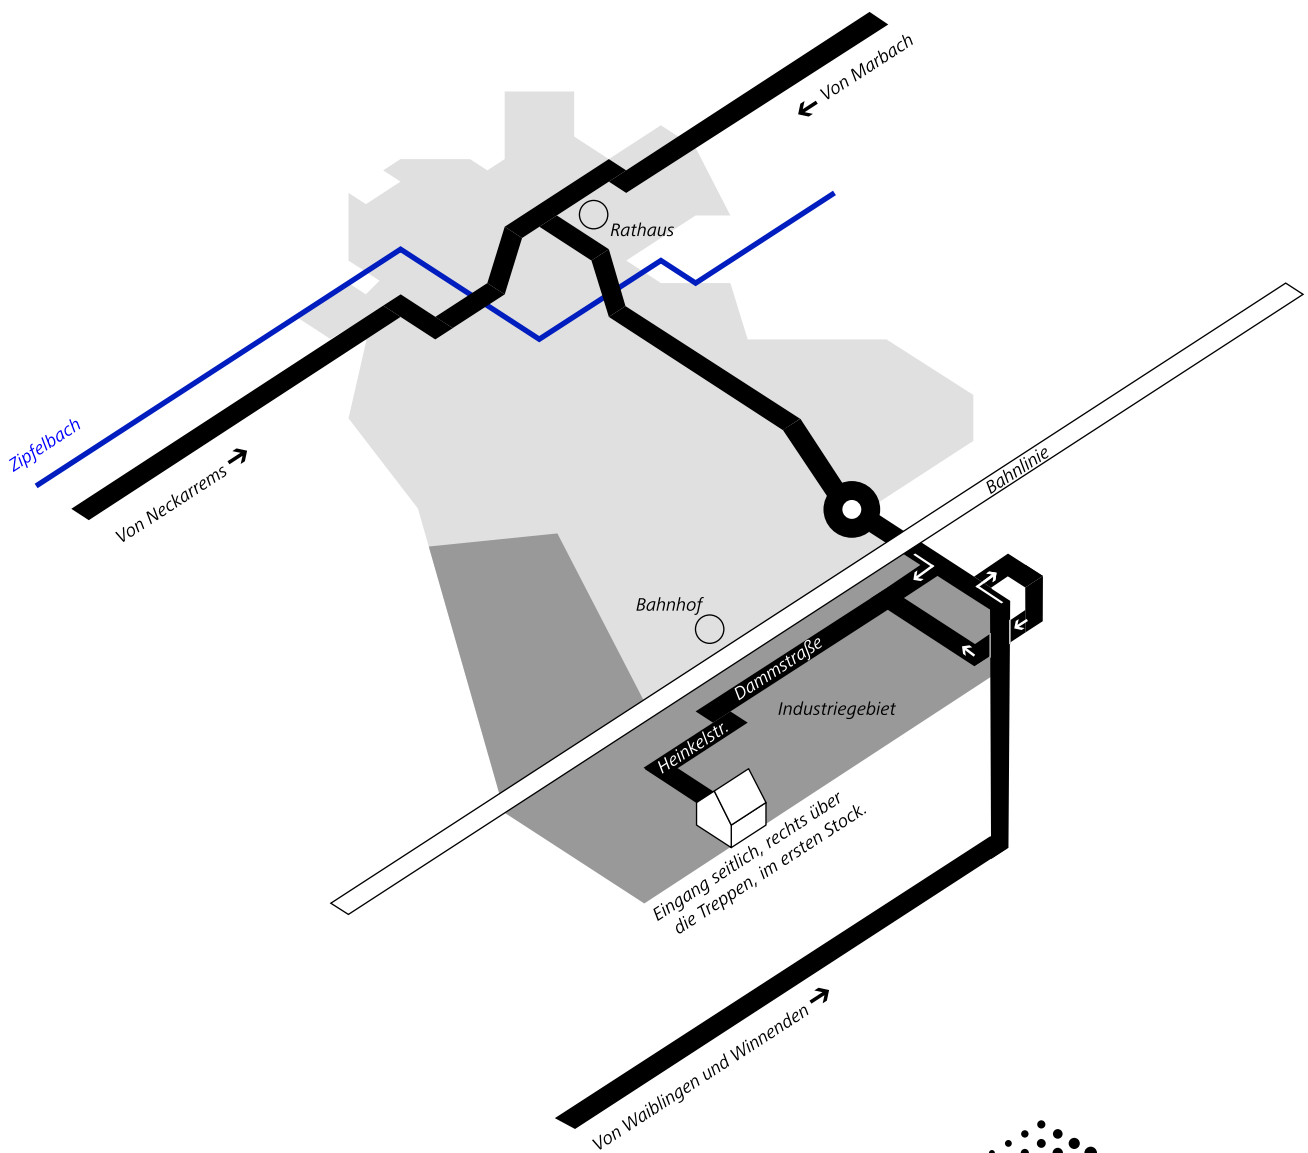 Von Marbach
Rathaus
Zipfelbach
Von Neckarrems
Bahnlinie
Bahnhof
Dammstraße
Industriegebiet
Heinkelstr.
Eingang seitlich, rechts über
die Treppen, im ersten Stock.
Von Waiblingen und Winnenden